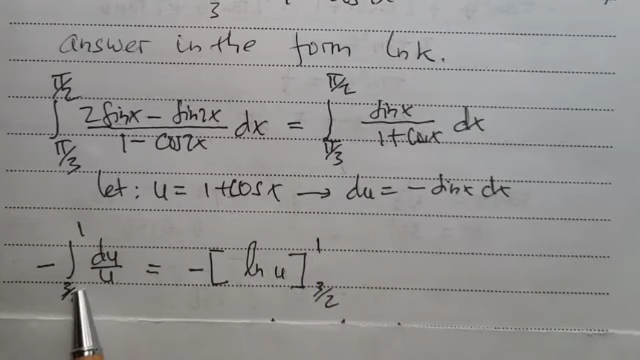 3
answer in the form lnk.
∫_{π/3}^{π/2} (2sinx − sin2x)/(1 − cos2x) dx = ∫_{π/3}^{π/2} sinx/(1+cosx) dx
let: u = 1+cosx → du = −sinx dx
−∫_{3/2}^{1} du/u = −[ln u]_{3/2}^{1}